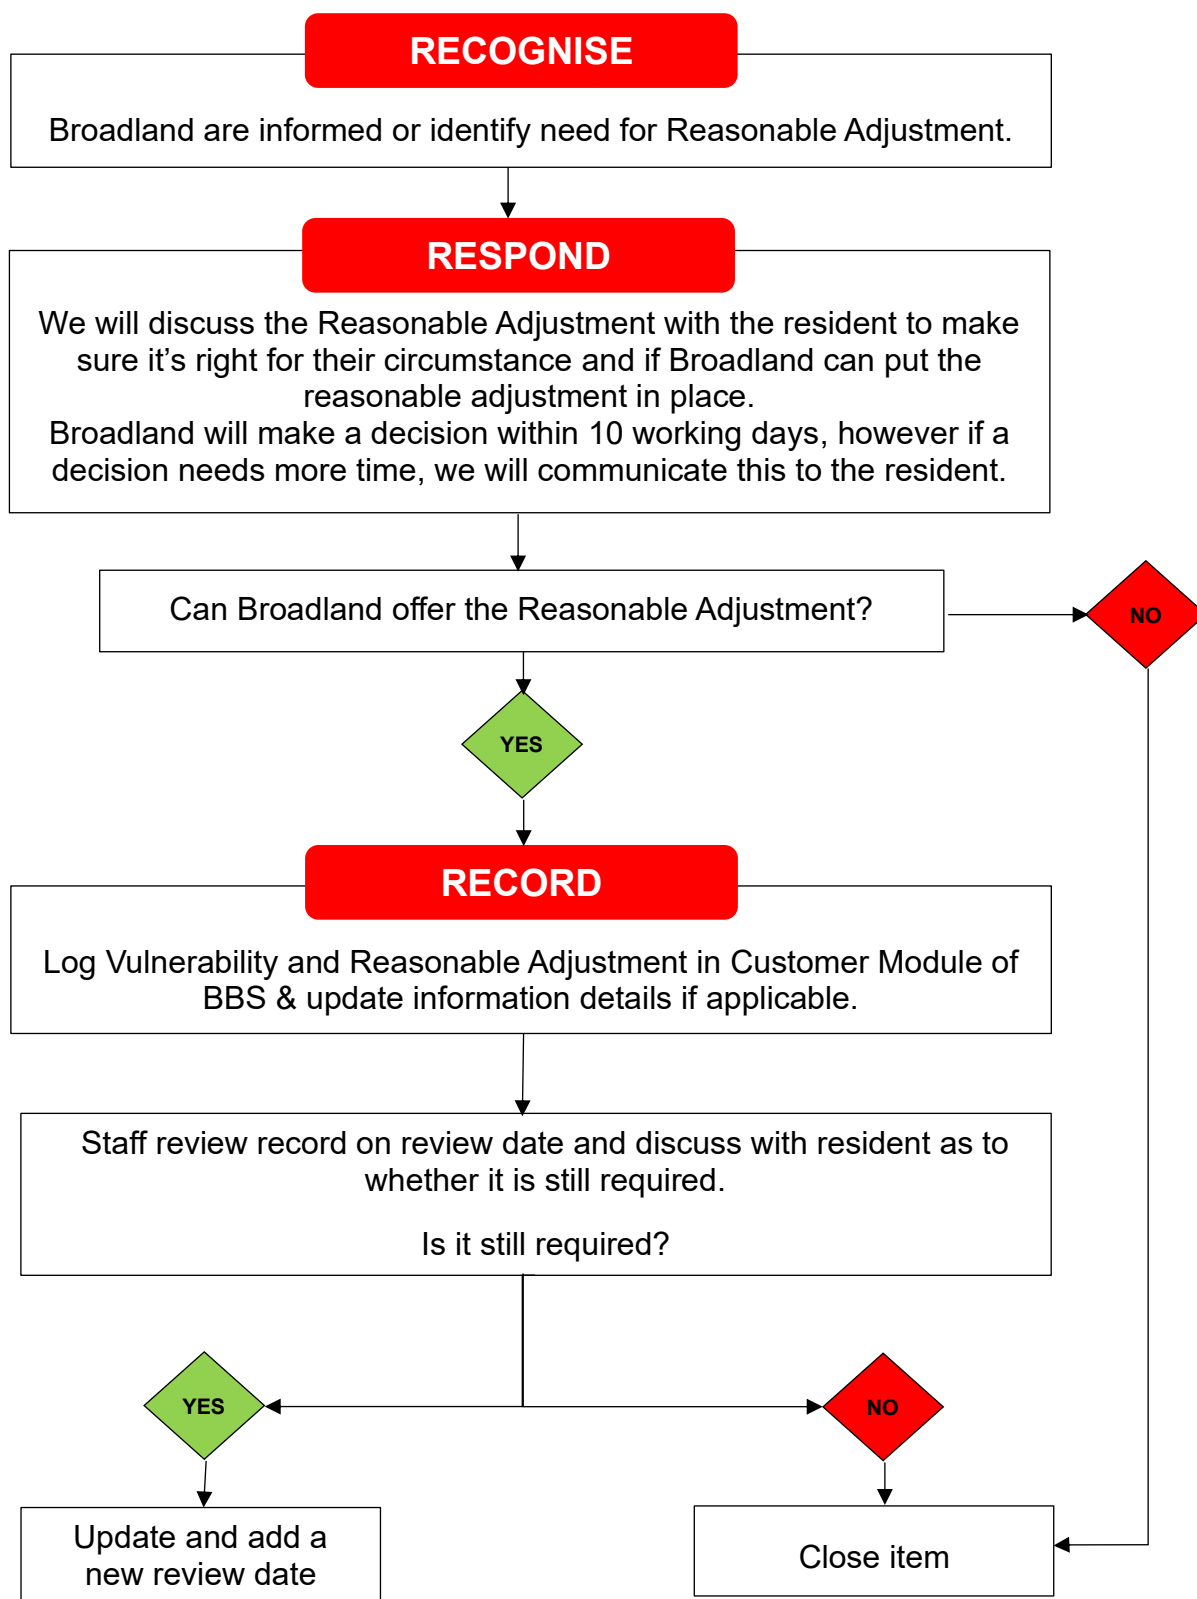 RECOGNISE
Broadland are informed or identify need for Reasonable Adjustment.
RESPOND
We will discuss the Reasonable Adjustment with the resident to make
sure it’s right for their circumstance and if Broadland can put the
reasonable adjustment in place.
Broadland will make a decision within 10 working days, however if a
decision needs more time, we will communicate this to the resident.
Can Broadland offer the Reasonable Adjustment?
NO
YES
RECORD
Log Vulnerability and Reasonable Adjustment in Customer Module of
BBS & update information details if applicable.
Staff review record on review date and discuss with resident as to
whether it is still required.
Is it still required?
YES
NO
Update and add a
new review date
Close item